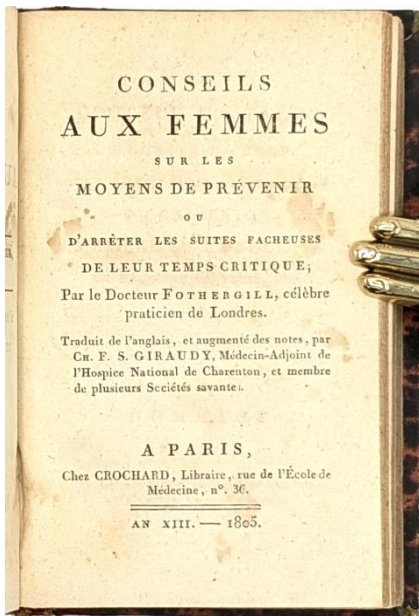 CONSEILS
AUX FEMMES
SUR LES
MOYENS DE PRÉVENIR
OU
D'ARRÊTER LES SUITES FACHEUSES
DE LEUR TEMPS CRITIQUE;
Par le Docteur FOTHERGILL, célèbre
praticien de Londres.
Traduit de l'anglais, et augmenté des notes, par
CH. F. S. GIRAUDY, Médecin-Adjoint de
l'Hospice National de Charenton, et membre
de plusieurs Sociétés savantes.
A PARIS,
Chez CROCHARD, Libraire, rue de l'École de
Médecine, n°. 36.
AN XIII. — 1805.